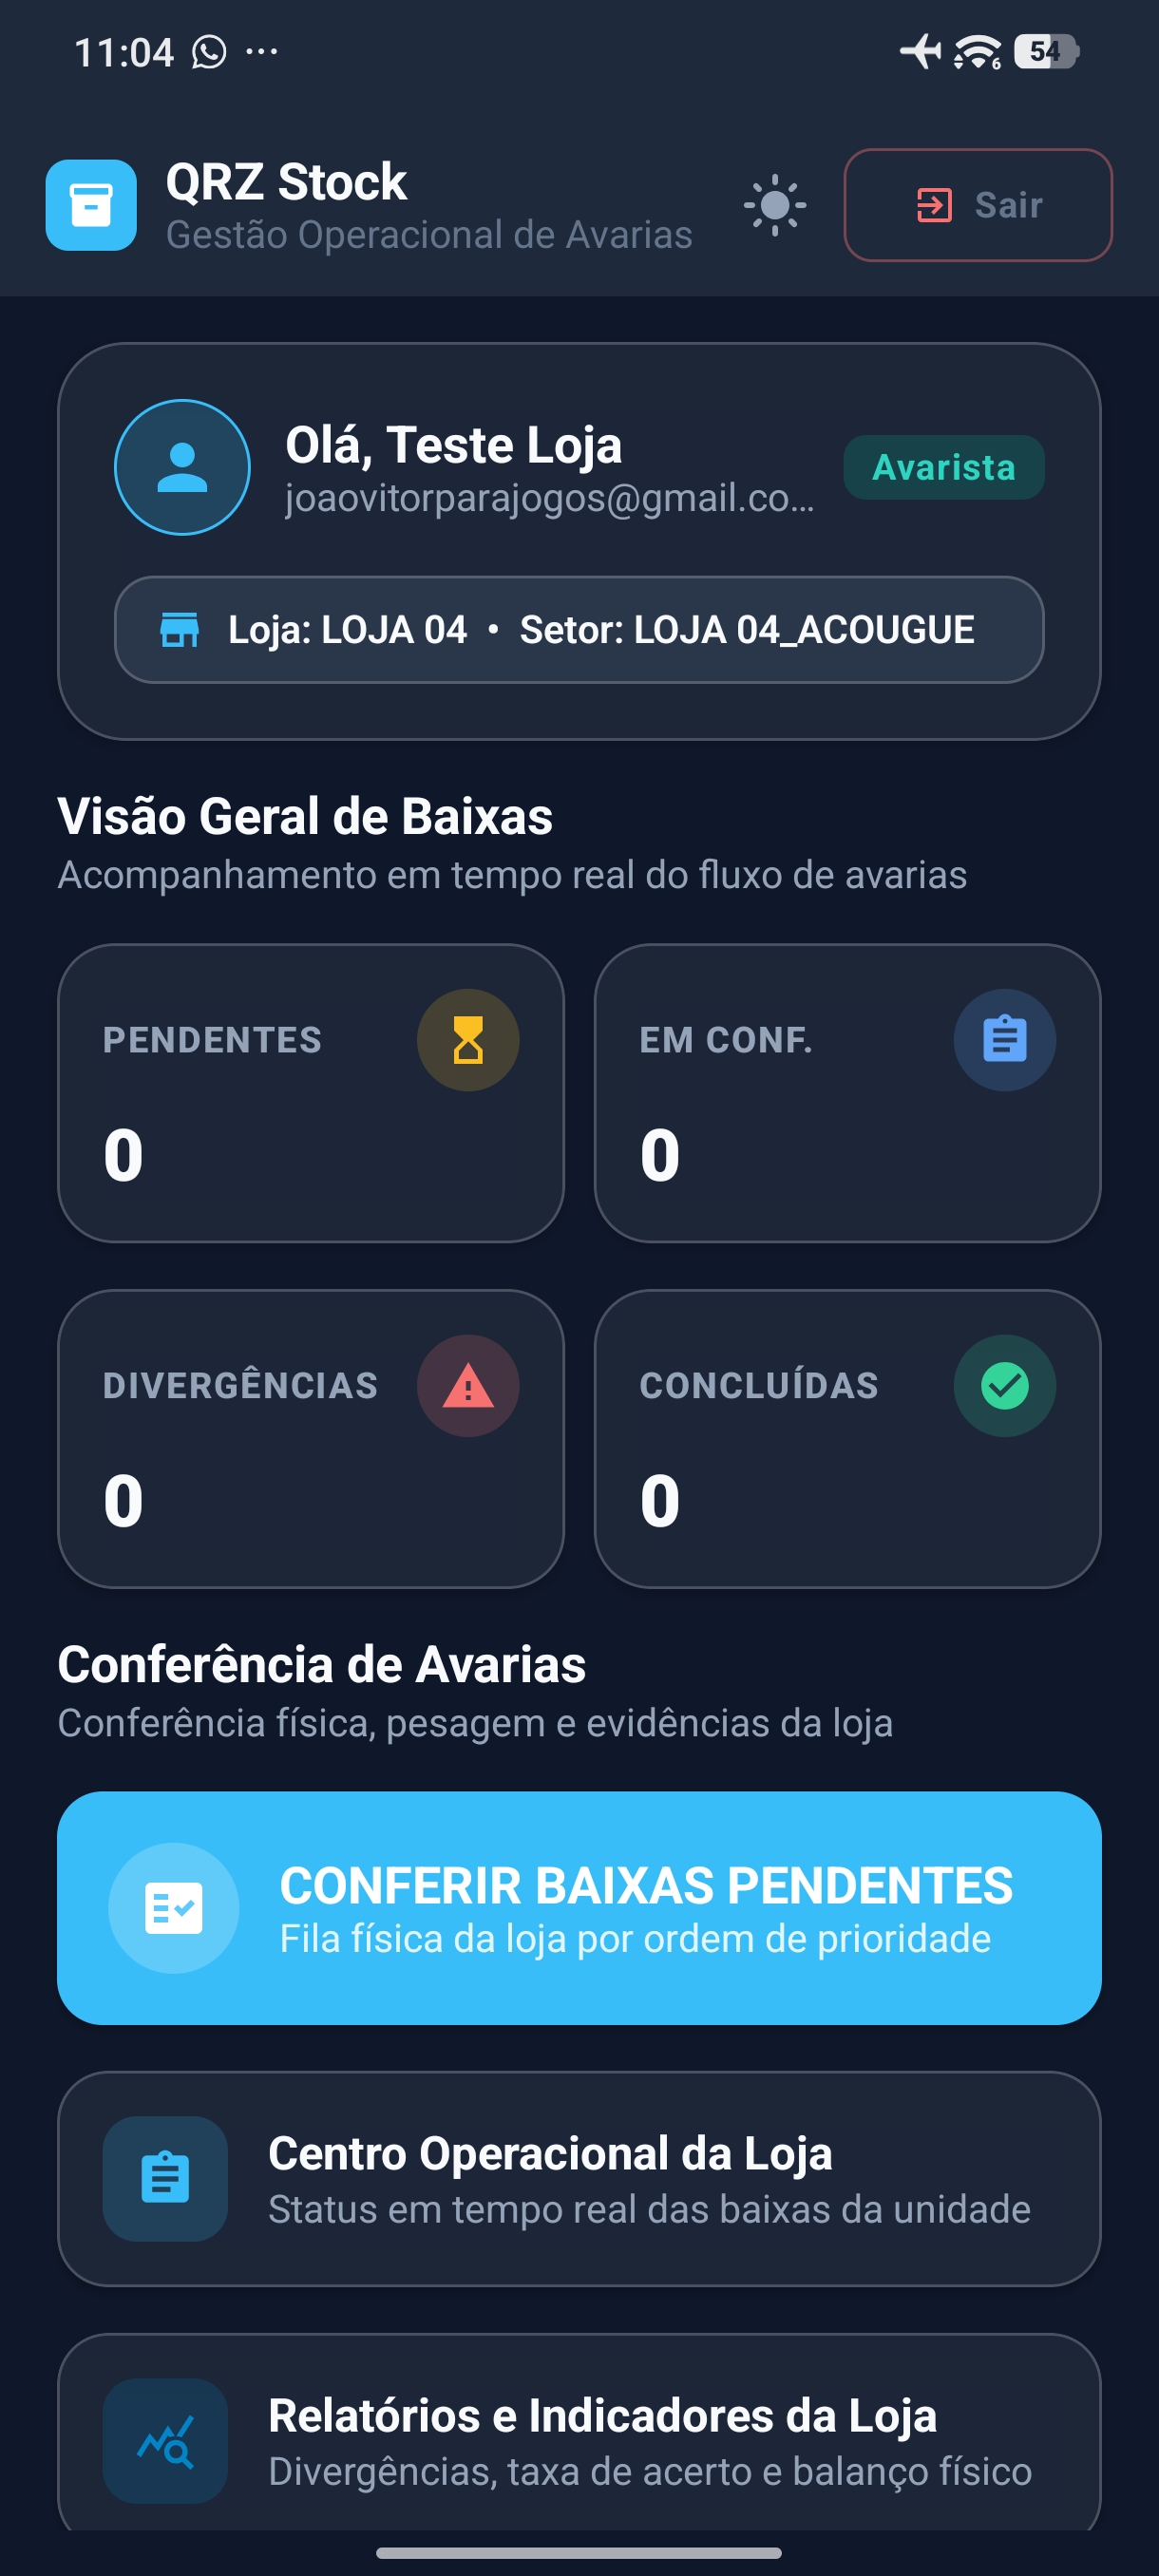 11:04
6
54
QRZ Stock
Gestão Operacional de Avarias
Sair
Olá, Teste Loja
joaovitorparajogos@gmail.co...
Avarista
Loja: LOJA 04 • Setor: LOJA 04_ACOUGUE
Visão Geral de Baixas
Acompanhamento em tempo real do fluxo de avarias
PENDENTES
0
EM CONF.
0
DIVERGÊNCIAS
0
CONCLUÍDAS
0
Conferência de Avarias
Conferência física, pesagem e evidências da loja
CONFERIR BAIXAS PENDENTES
Fila física da loja por ordem de prioridade
Centro Operacional da Loja
Status em tempo real das baixas da unidade
Relatórios e Indicadores da Loja
Divergências, taxa de acerto e balanço físico